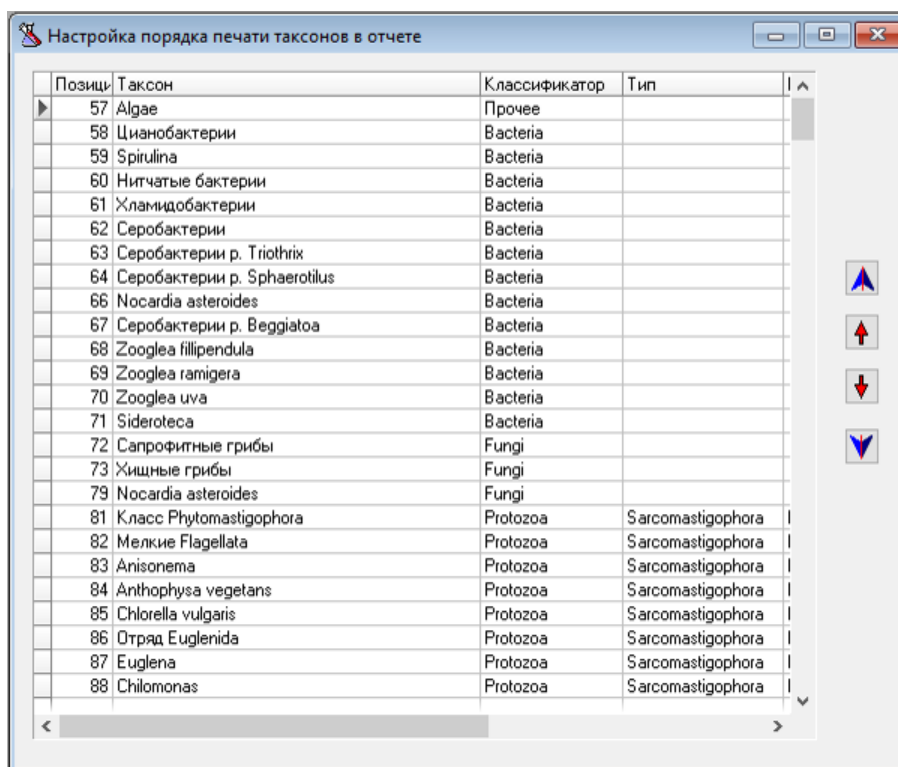 Настройка порядка печати таксонов в отчете
Позици Таксон Классификатор Тип
57 Algae Прочее
58 Цианобактерии Bacteria
59 Spirulina Bacteria
60 Нитчатые бактерии Bacteria
61 Хламидобактерии Bacteria
62 Серобактерии Bacteria
63 Серобактерии р. Triothrix Bacteria
64 Серобактерии р. Sphaerotilus Bacteria
66 Nocardia asteroides Bacteria
67 Серобактерии р. Beggiatoa Bacteria
68 Zooglea fillipendula Bacteria
69 Zooglea ramigera Bacteria
70 Zooglea uva Bacteria
71 Sideroteca Bacteria
72 Сапрофитные грибы Fungi
73 Хищные грибы Fungi
79 Nocardia asteroides Fungi
81 Класс Phytomastigophora Protozoa Sarcomastigophora
82 Мелкие Flagellata Protozoa Sarcomastigophora
83 Anisonema Protozoa Sarcomastigophora
84 Anthophysa vegetans Protozoa Sarcomastigophora
85 Chlorella vulgaris Protozoa Sarcomastigophora
86 Отряд Euglenida Protozoa Sarcomastigophora
87 Euglena Protozoa Sarcomastigophora
88 Chilomonas Protozoa Sarcomastigophora